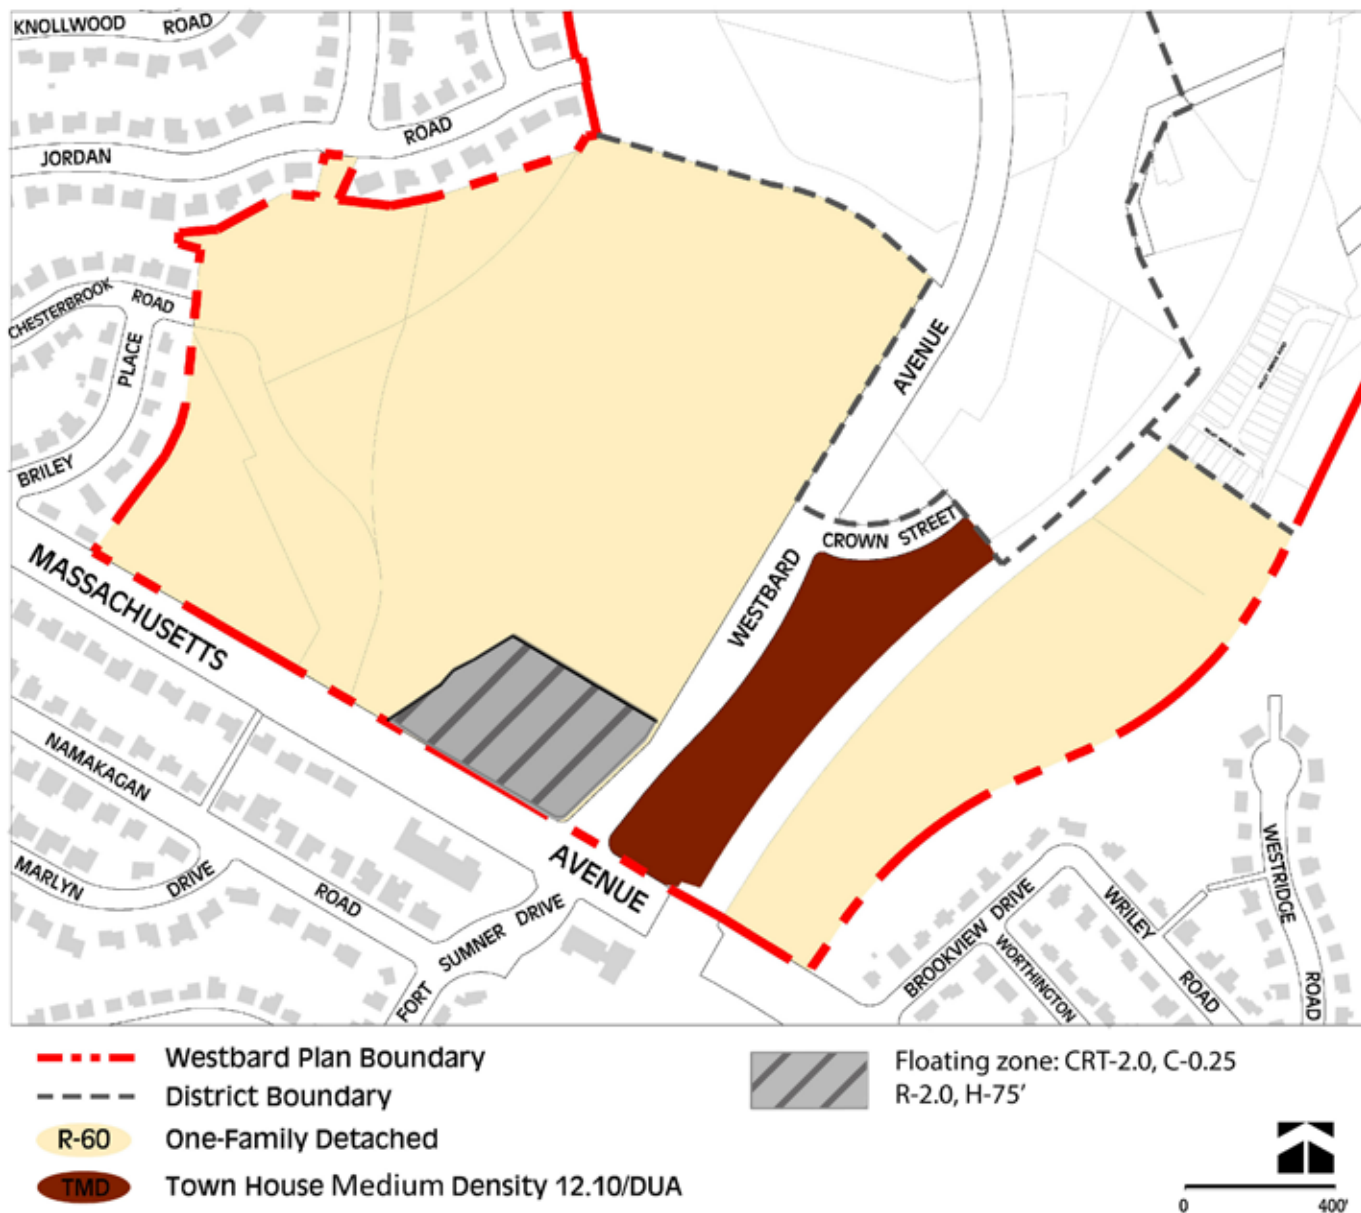 KNOLLWOOD ROAD
JORDAN ROAD
CHESTERBROOK ROAD
PLACE
BRILEY
AVENUE
CROWN STREET
WESTBARD
MASSACHUSETTS
AVENUE
NAMAKAGAN
ROAD
MARLYN DRIVE
FORT SUMNER DRIVE
BROOKVIEW DRIVE
WORTHINGTON
WRILEY
ROAD
WESTRIDGE
ROAD
Westbard Plan Boundary
District Boundary
R-60 One-Family Detached
TMD Town House Medium Density 12.10/DUA
Floating zone: CRT-2.0, C-0.25
R-2.0, H-75'
0 400'